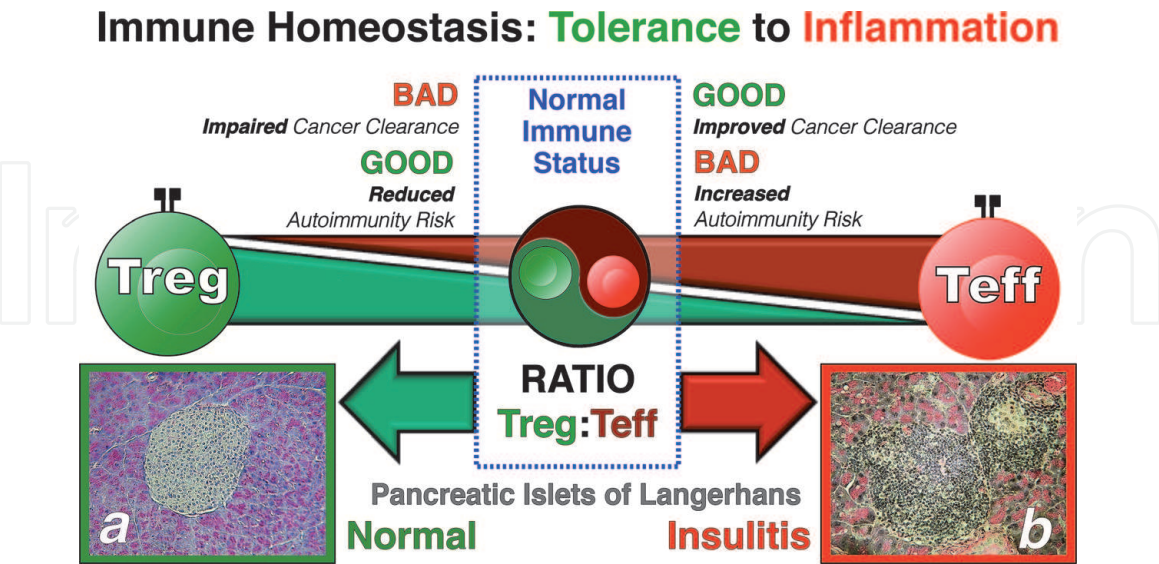 Immune Homeostasis: Tolerance to Inflammation
BAD
Impaired Cancer Clearance
GOOD
Reduced
Autoimmunity Risk
Normal
Immune
Status
GOOD
Improved Cancer Clearance
BAD
Increased
Autoimmunity Risk
Treg
Teff
RATIO
Treg:Teff
Pancreatic Islets of Langerhans
Normal
Insulitis
a
b